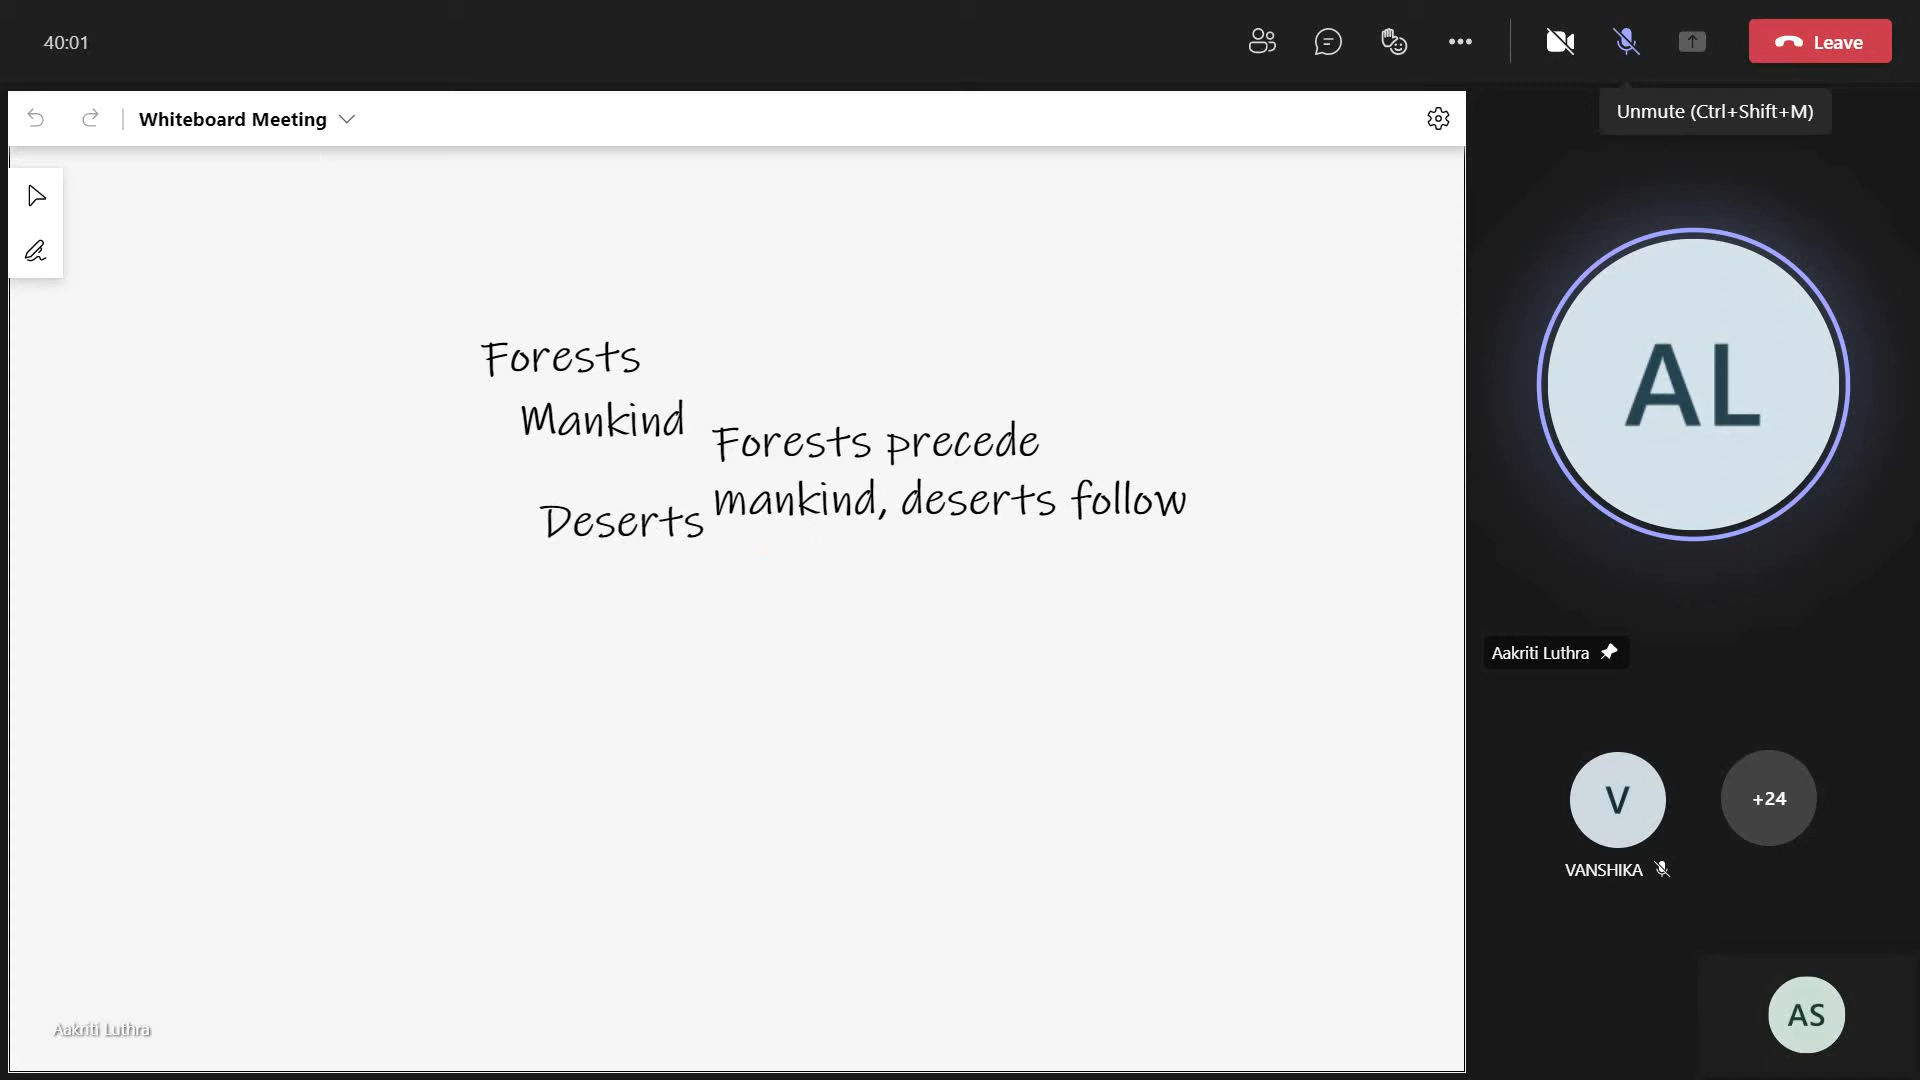 40:01
Leave
Whiteboard Meeting
Unmute (Ctrl+Shift+M)
Forests
Mankind
Deserts
Forests precede
mankind, deserts follow
AL
Aakriti Luthra
V
+24
VANSHIKA
Aakriti Luthra
AS